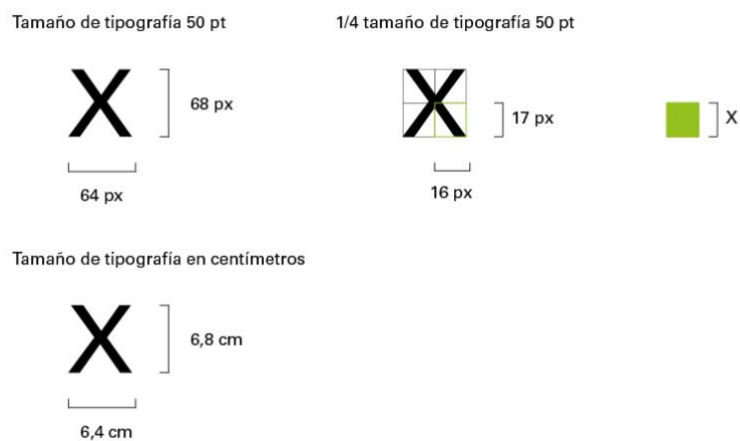 Tamaño de tipografía 50 pt
1/4 tamaño de tipografía 50 pt
X
68 px
64 px
X
17 px
16 px
X
Tamaño de tipografía en centímetros
X
6,8 cm
6,4 cm